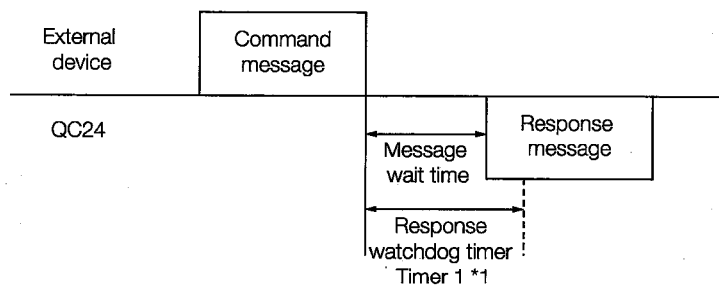 External
device
Command
message
QC24
Message
wait time
Response
message
Response
watchdog timer
Timer 1 *1